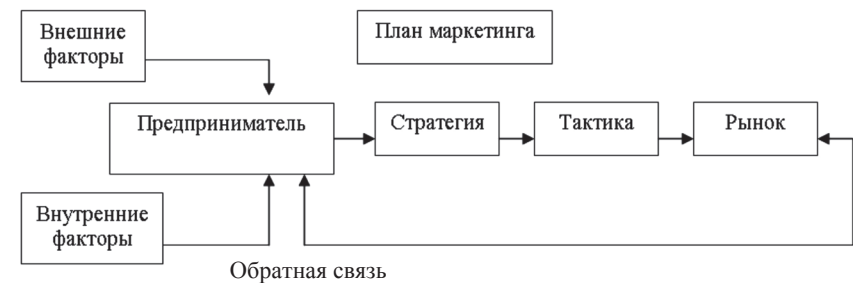 Внешние
факторы
План маркетинга
Предприниматель
Стратегия
Тактика
Рынок
Внутренние
факторы
Обратная связь